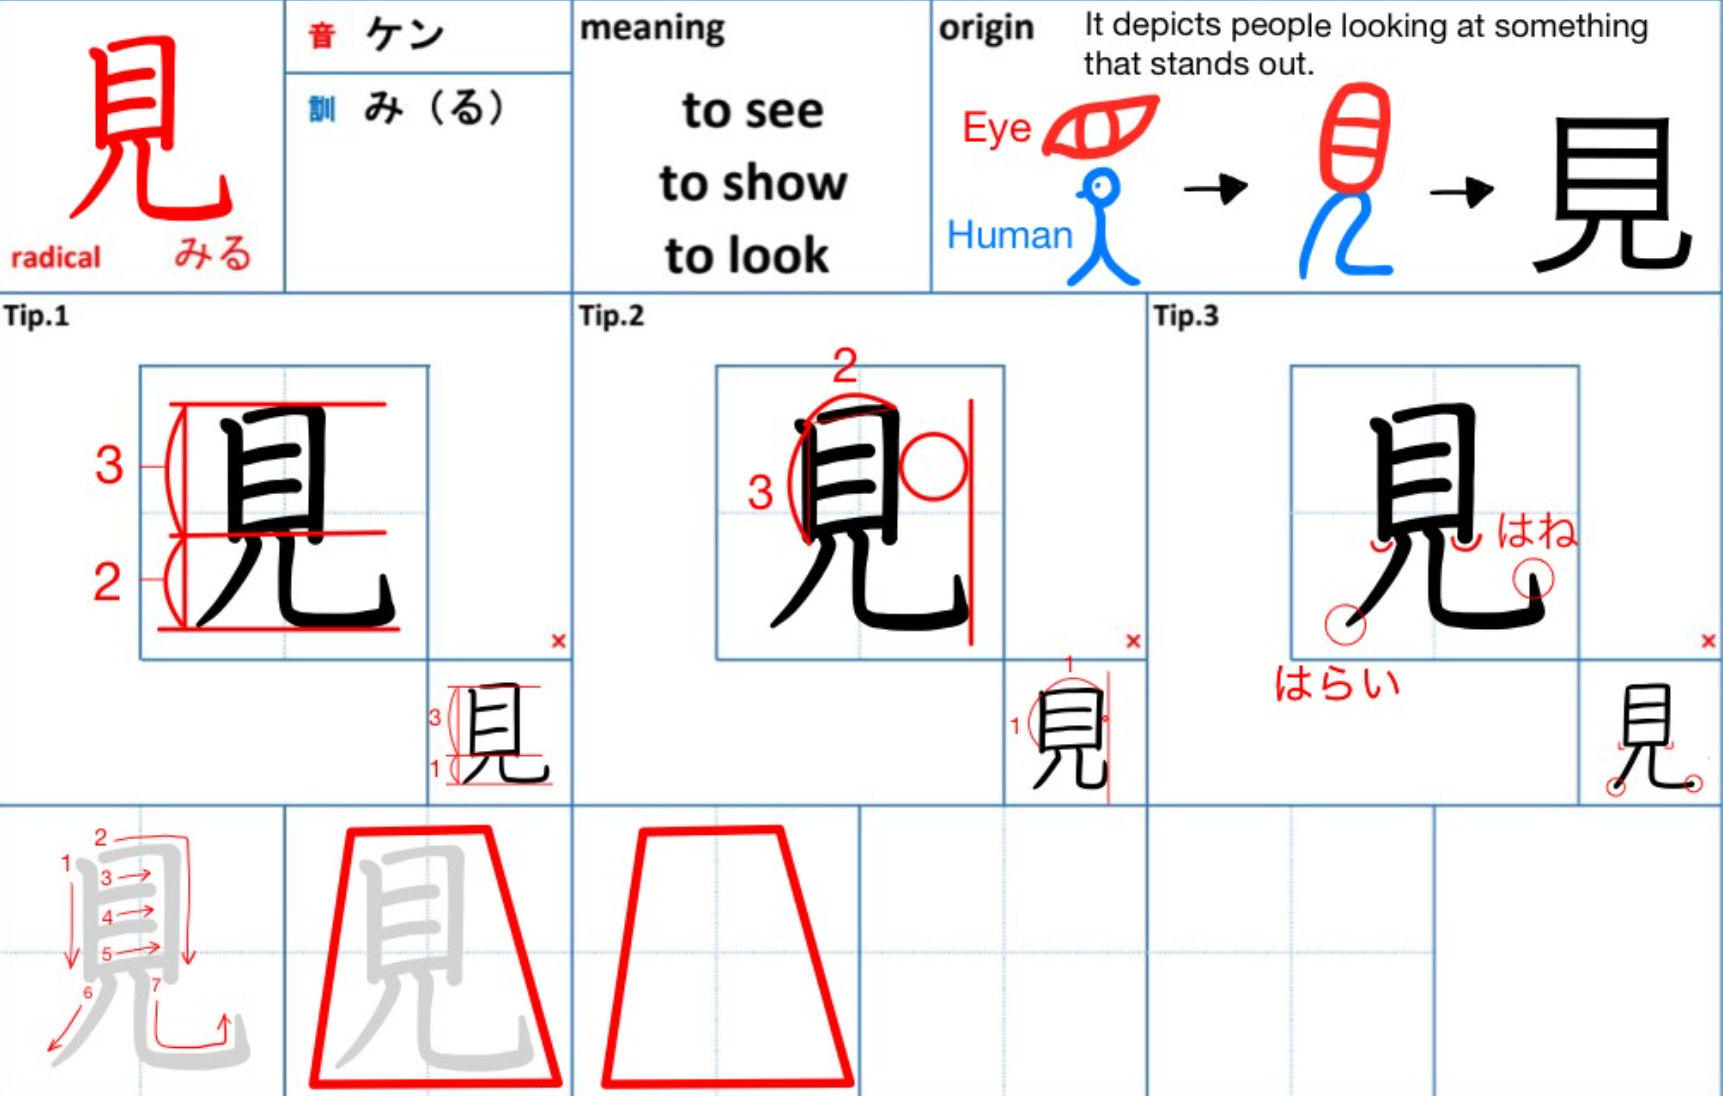 見
radical みる
音 ケン
訓 み（る）
meaning
to see
to show
to look
origin
It depicts people looking at something
that stands out.
Eye
Human
見
Tip.1
3
2
見
×
3
1
見
Tip.2
2
3
見
×
1
1
見
Tip.3
見
はね
はらい
×
見
1
2
3
4
5
6
7
見
見